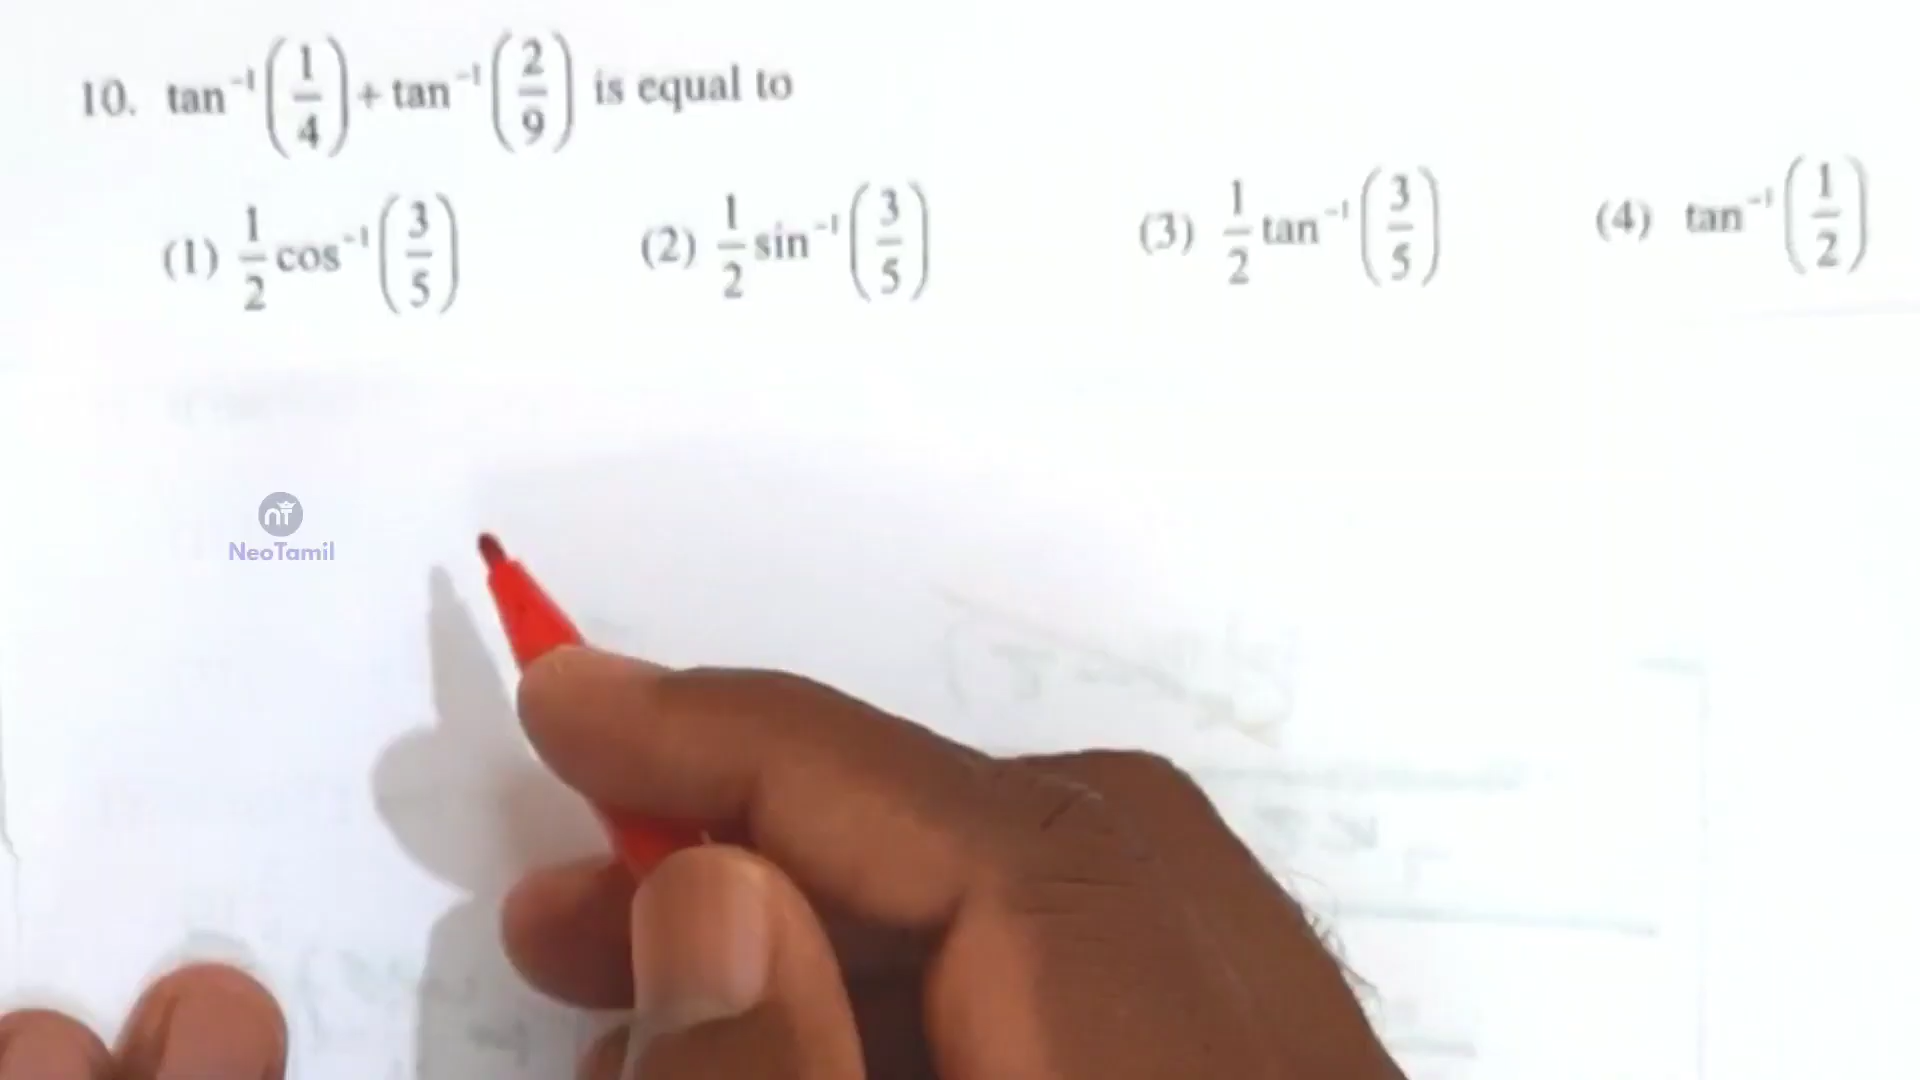 10. tan⁻¹(1/4) + tan⁻¹(2/9) is equal to
(1) 1/2 cos⁻¹(3/5) (2) 1/2 sin⁻¹(3/5) (3) 1/2 tan⁻¹(3/5) (4) tan⁻¹(1/2)
nT
NeoTamil